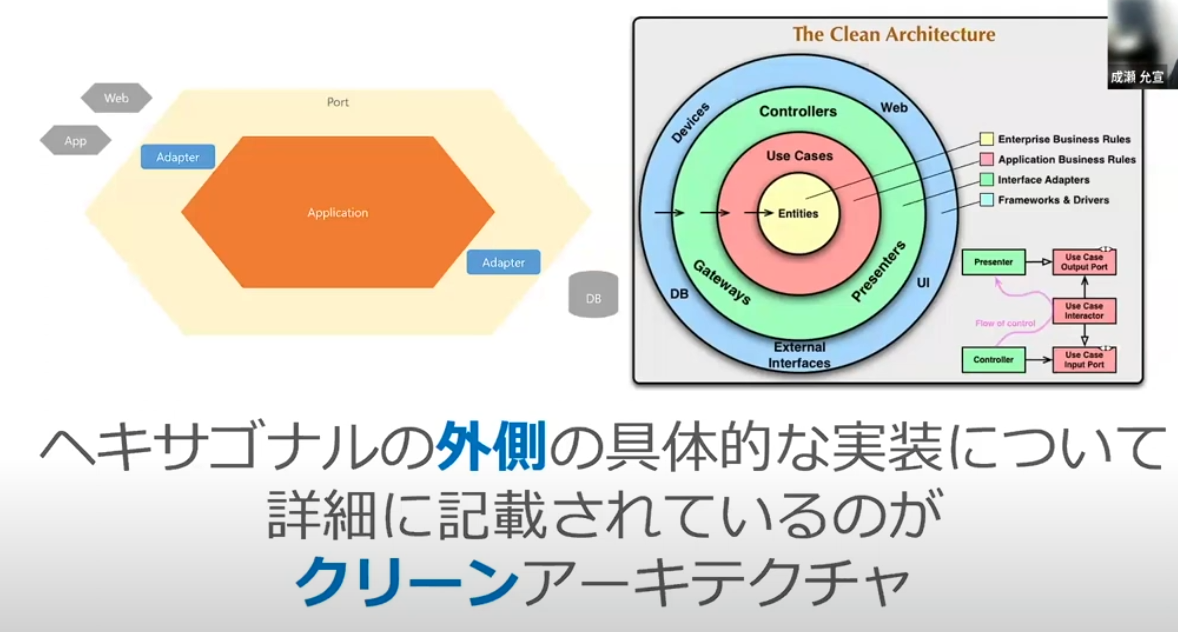 Web
App
Port
Adapter
Application
Adapter
DB
The Clean Architecture
成瀬 允宣
Devices
Web
Controllers
Use Cases
Entities
Gateways
Presenters
DB
UI
External
Interfaces
Enterprise Business Rules
Application Business Rules
Interface Adapters
Frameworks & Drivers
Presenter
Use Case
Output Port
Flow of control
Use Case
Interactor
Controller
Use Case
Input Port
ヘキサゴナルの外側の具体的な実装について
詳細に記載されているのが
クリーンアーキテクチャ